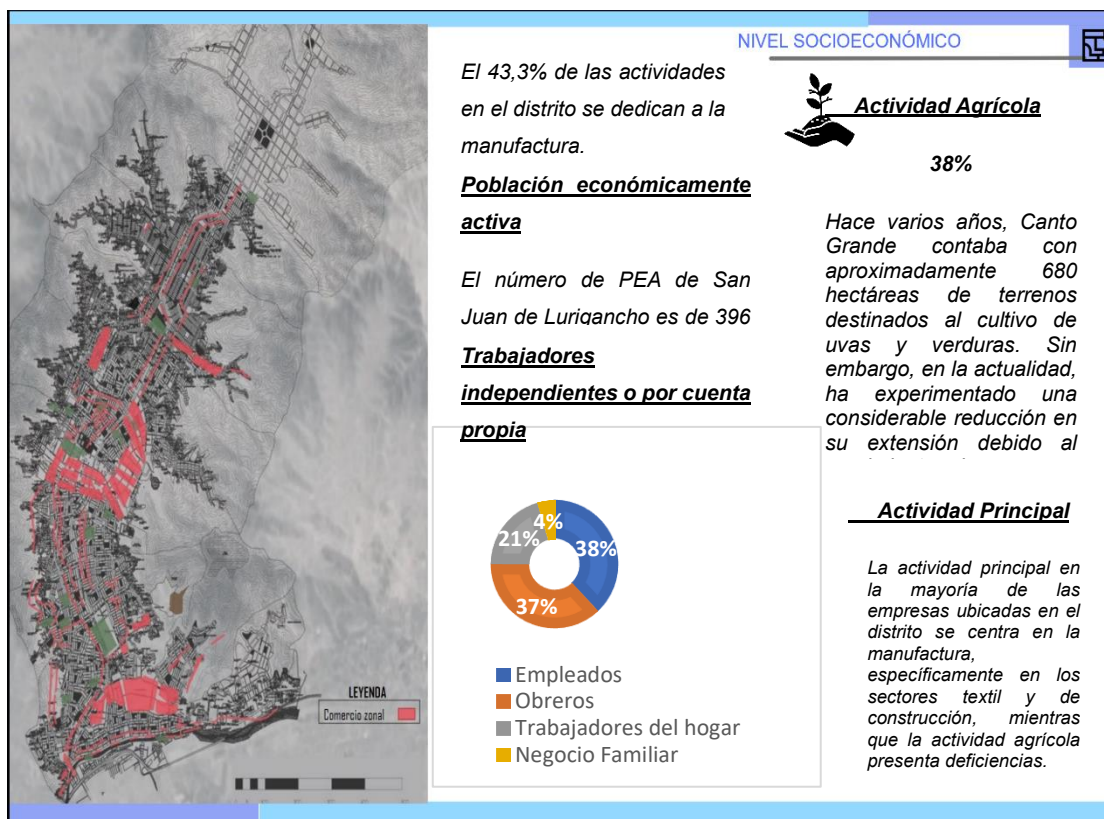 NIVEL SOCIOECONÓMICO
El 43,3% de las actividades
en el distrito se dedican a la
manufactura.
Población económicamente
activa
El número de PEA de San
Juan de Lurigancho es de 396
Trabajadores
independientes o por cuenta
propia
4%
21%
38%
37%
Empleados
Obreros
Trabajadores del hogar
Negocio Familiar
Actividad Agrícola
38%
Hace varios años, Canto
Grande contaba con
aproximadamente 680
hectáreas de terrenos
destinados al cultivo de
uvas y verduras. Sin
embargo, en la actualidad,
ha experimentado una
considerable reducción en
su extensión debido al
Actividad Principal
La actividad principal en
la mayoría de las
empresas ubicadas en el
distrito se centra en la
manufactura,
específicamente en los
sectores textil y de
construcción, mientras
que la actividad agrícola
presenta deficiencias.
LEYENDA
Comercio zonal